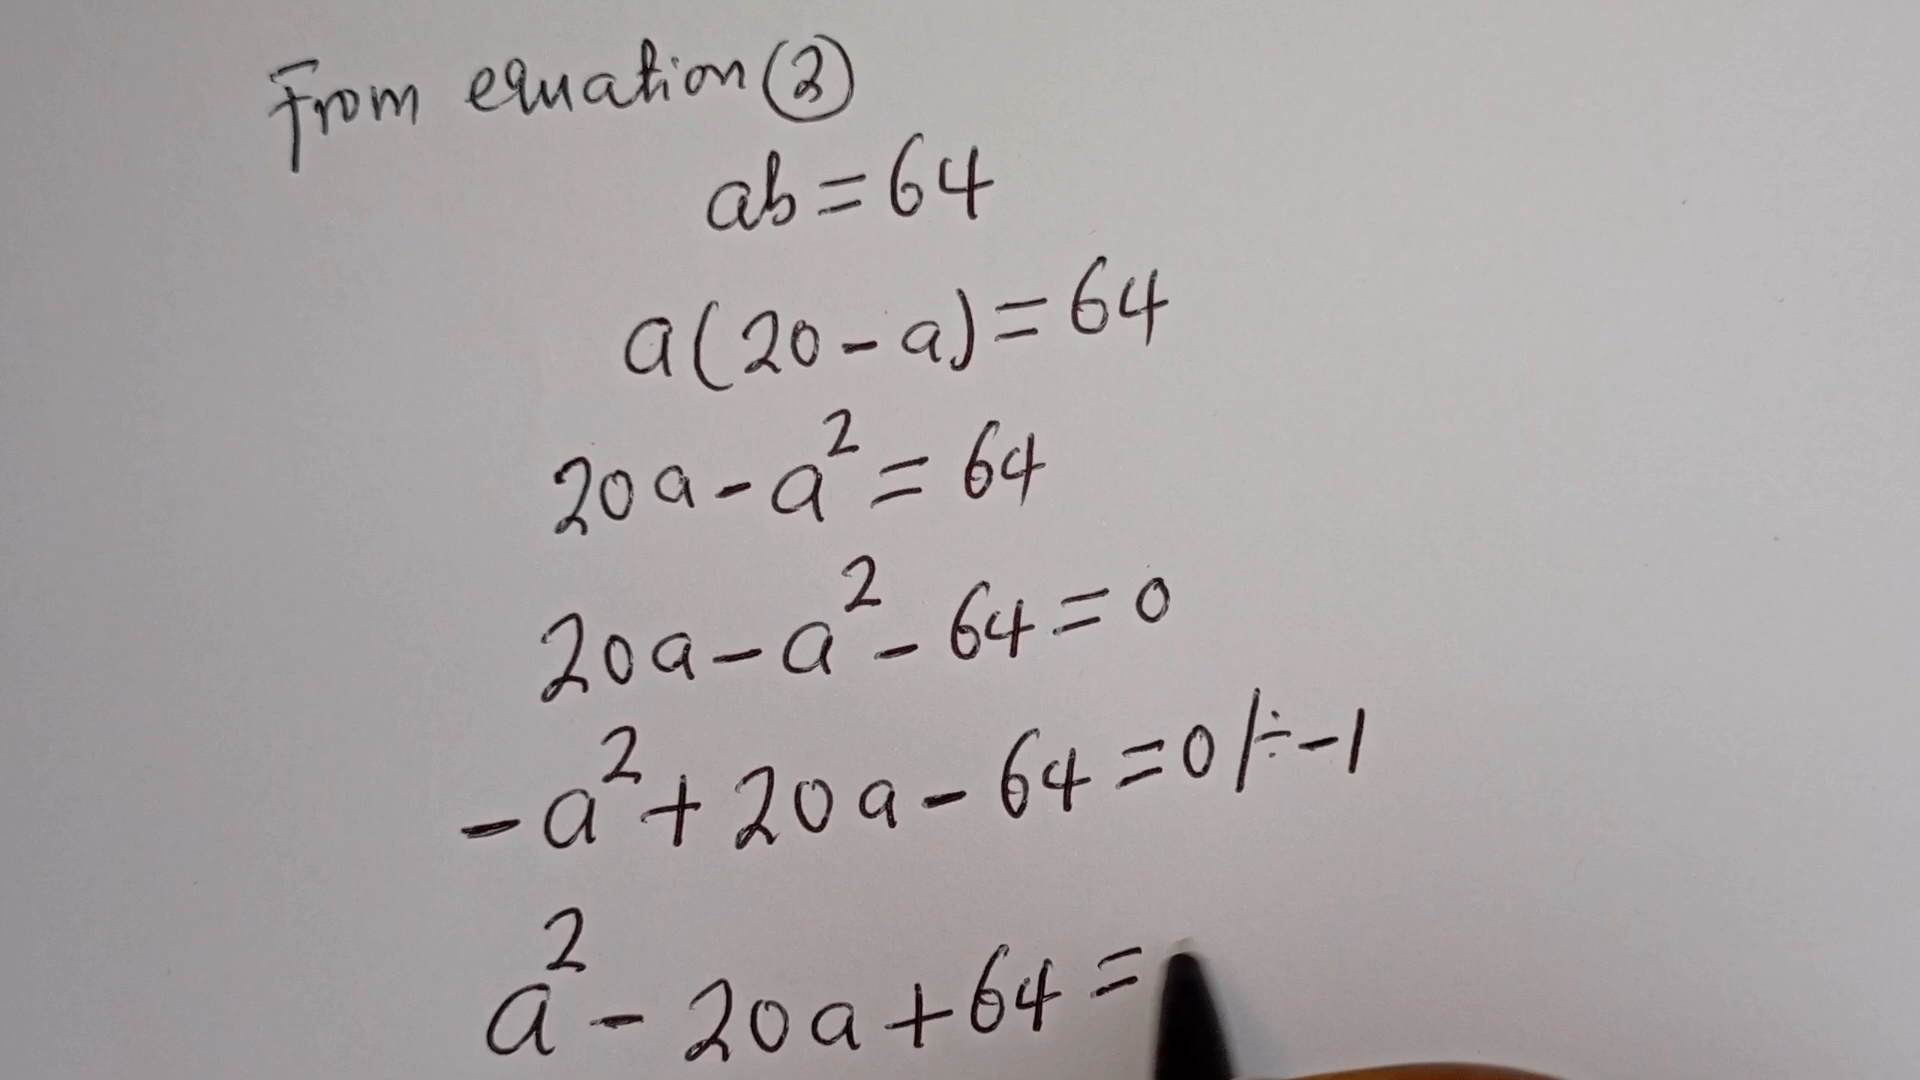 From equation ②
ab = 64
a(20 - a) = 64
20a - a² = 64
20a - a² - 64 = 0
-a² + 20a - 64 = 0 /÷-1
a² - 20a + 64 =